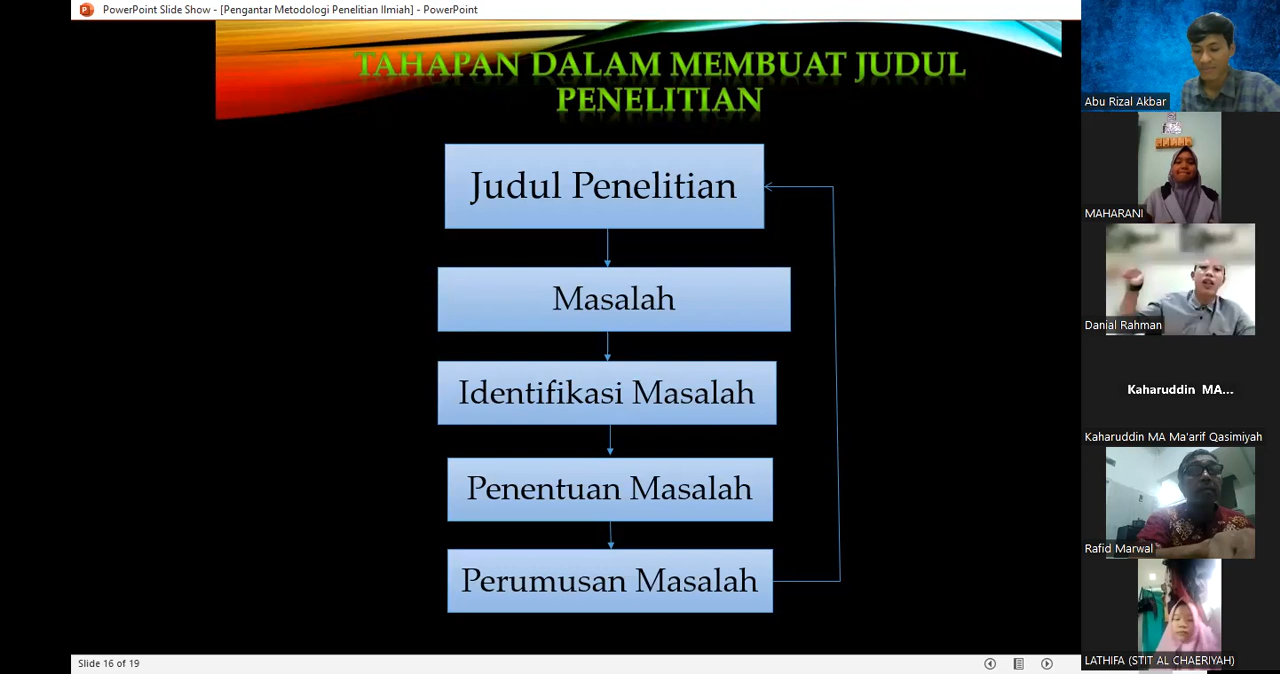 PowerPoint Slide Show - [Pengantar Metodologi Penelitian Ilmiah] - PowerPoint
TAHAPAN DALAM MEMBUAT JUDUL
PENELITIAN
Judul Penelitian
Masalah
Identifikasi Masalah
Penentuan Masalah
Perumusan Masalah
Slide 16 of 19
Abu Rizal Akbar
MAHARANI
Danial Rahman
Kaharuddin MA...
Kaharuddin MA Ma'arif Qasimiyah
Rafid Marwal
LATHIFA (STIT AL CHAERIYAH)